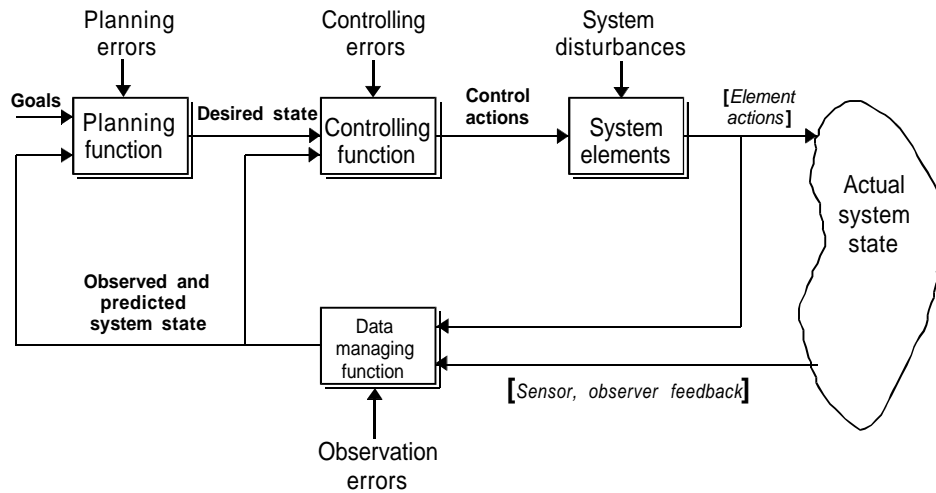 Planning
errors
Controlling
errors
System
disturbances
Goals
Planning
function
Desired state
Controlling
function
Control
actions
System
elements
[Element
actions]
Actual
system
state
Observed and
predicted
system state
Data
managing
function
[Sensor, observer feedback]
Observation
errors